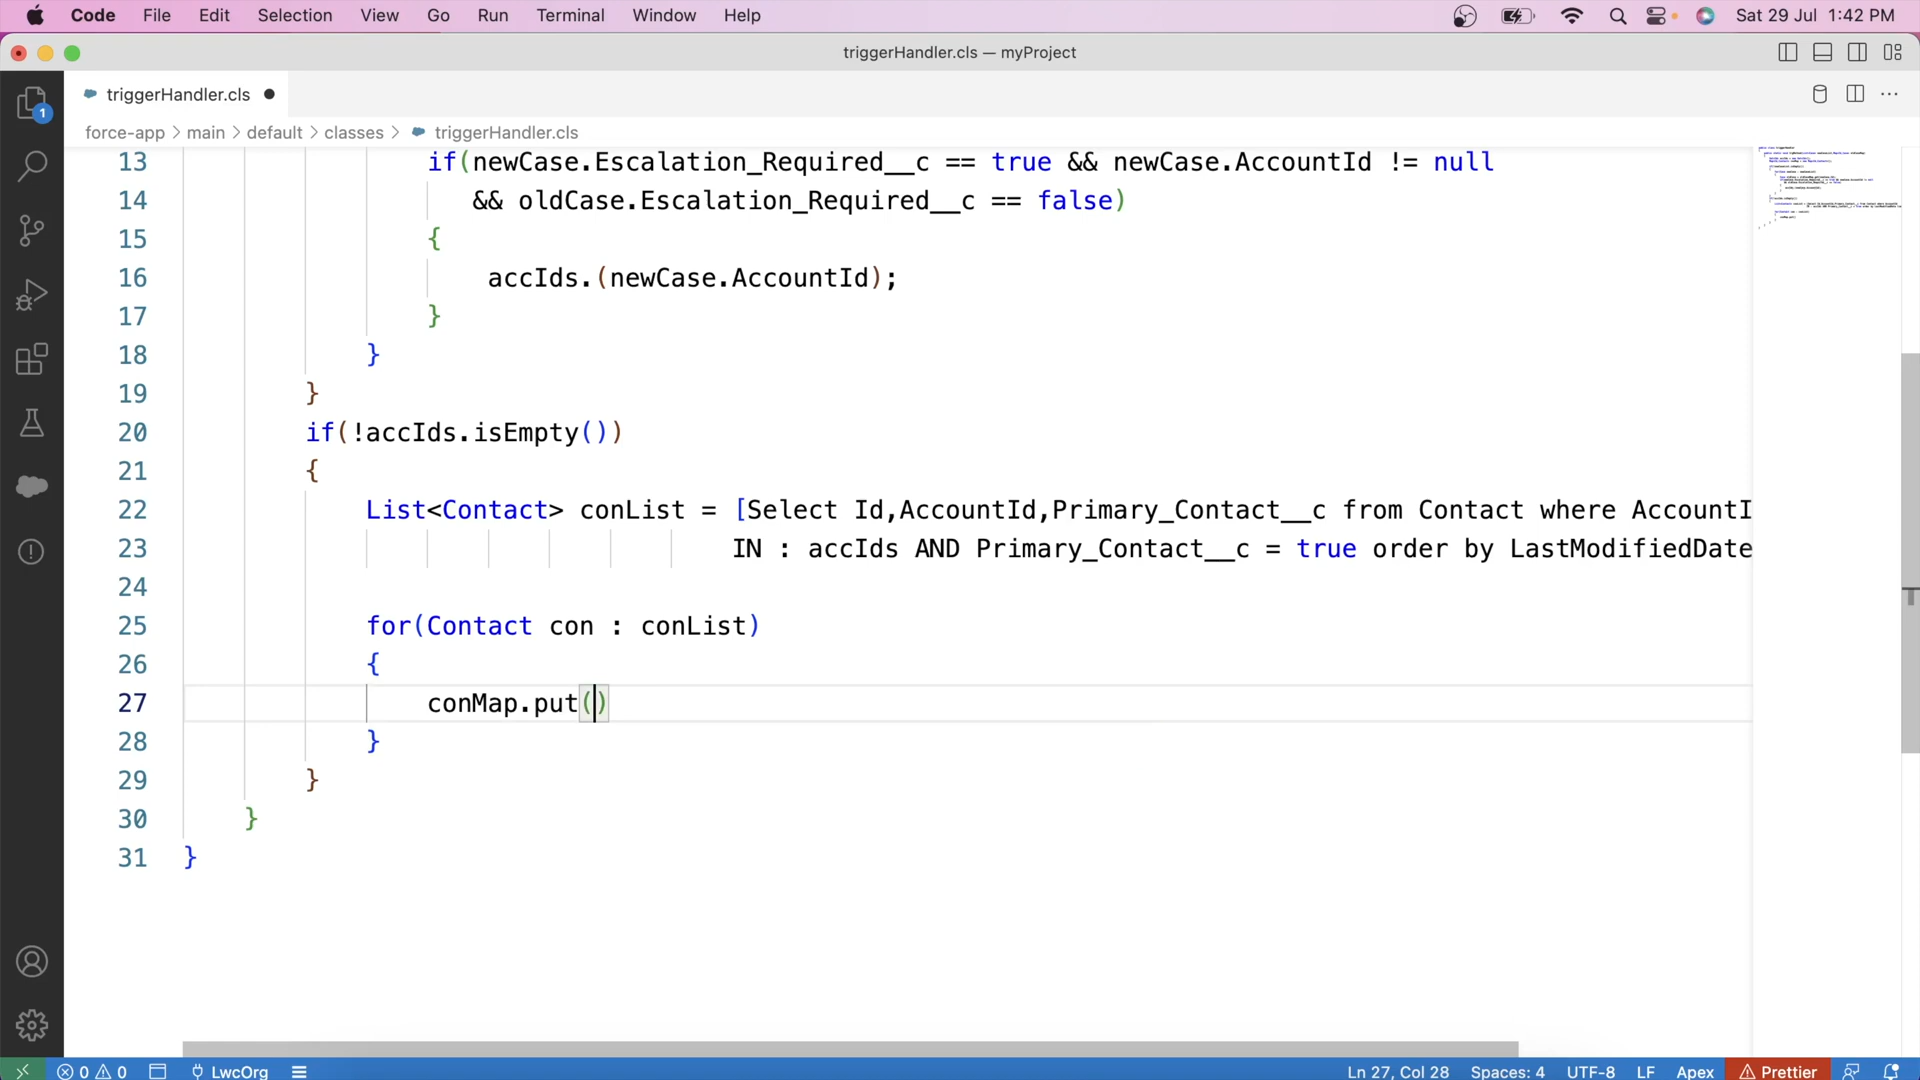 Code File Edit Selection View Go Run Terminal Window Help Sat 29 Jul 1:42 PM
triggerHandler.cls — myProject
triggerHandler.cls
force-app > main > default > classes > triggerHandler.cls
13 if(newCase.Escalation_Required__c == true && newCase.AccountId != null
14 && oldCase.Escalation_Required__c == false)
15 {
16 accIds.(newCase.AccountId);
17 }
18 }
19 }
20 if(!accIds.isEmpty())
21 {
22 List<Contact> conList = [Select Id,AccountId,Primary_Contact__c from Contact where AccountI
23 IN : accIds AND Primary_Contact__c = true order by LastModifiedDate
24
25 for(Contact con : conList)
26 {
27 conMap.put()
28 }
29 }
30 }
31 }
1
0 0 LwcOrg Ln 27, Col 28 Spaces: 4 UTF-8 LF Apex Prettier